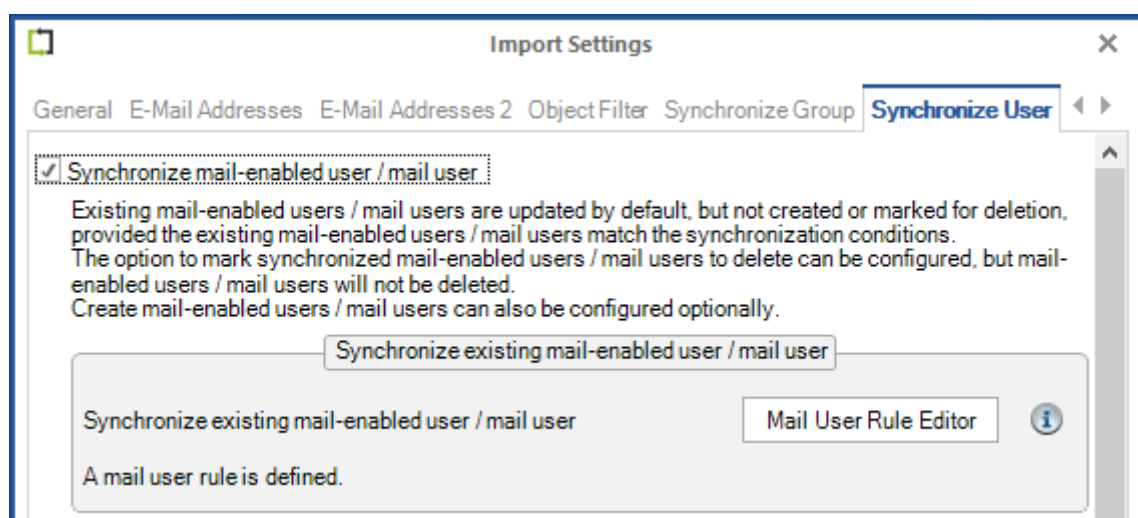 Import Settings
General E-Mail Addresses E-Mail Addresses 2 Object Filter Synchronize Group Synchronize User
Synchronize mail-enabled user / mail user
Existing mail-enabled users / mail users are updated by default, but not created or marked for deletion,
provided the existing mail-enabled users / mail users match the synchronization conditions.
The option to mark synchronized mail-enabled users / mail users to delete can be configured, but mail-
enabled users / mail users will not be deleted.
Create mail-enabled users / mail users can also be configured optionally.
Synchronize existing mail-enabled user / mail user
Synchronize existing mail-enabled user / mail user Mail User Rule Editor
A mail user rule is defined.